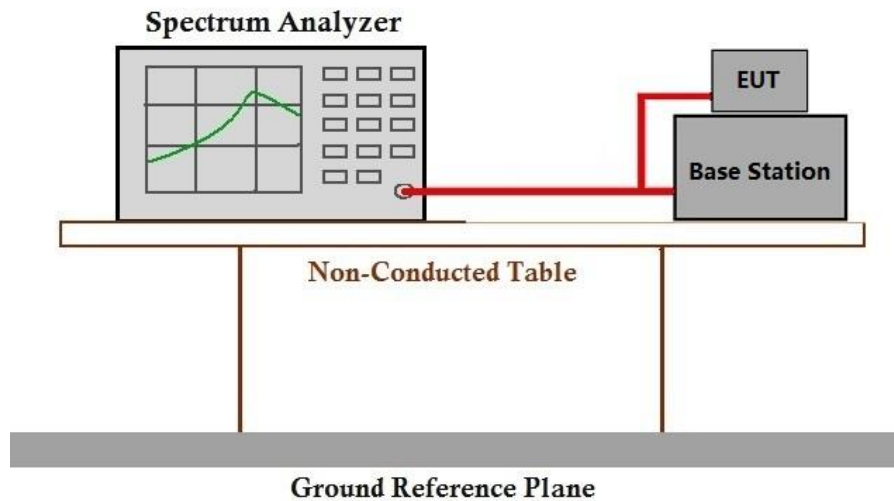 Spectrum Analyzer
EUT
Base Station
Non-Conducted Table
Ground Reference Plane